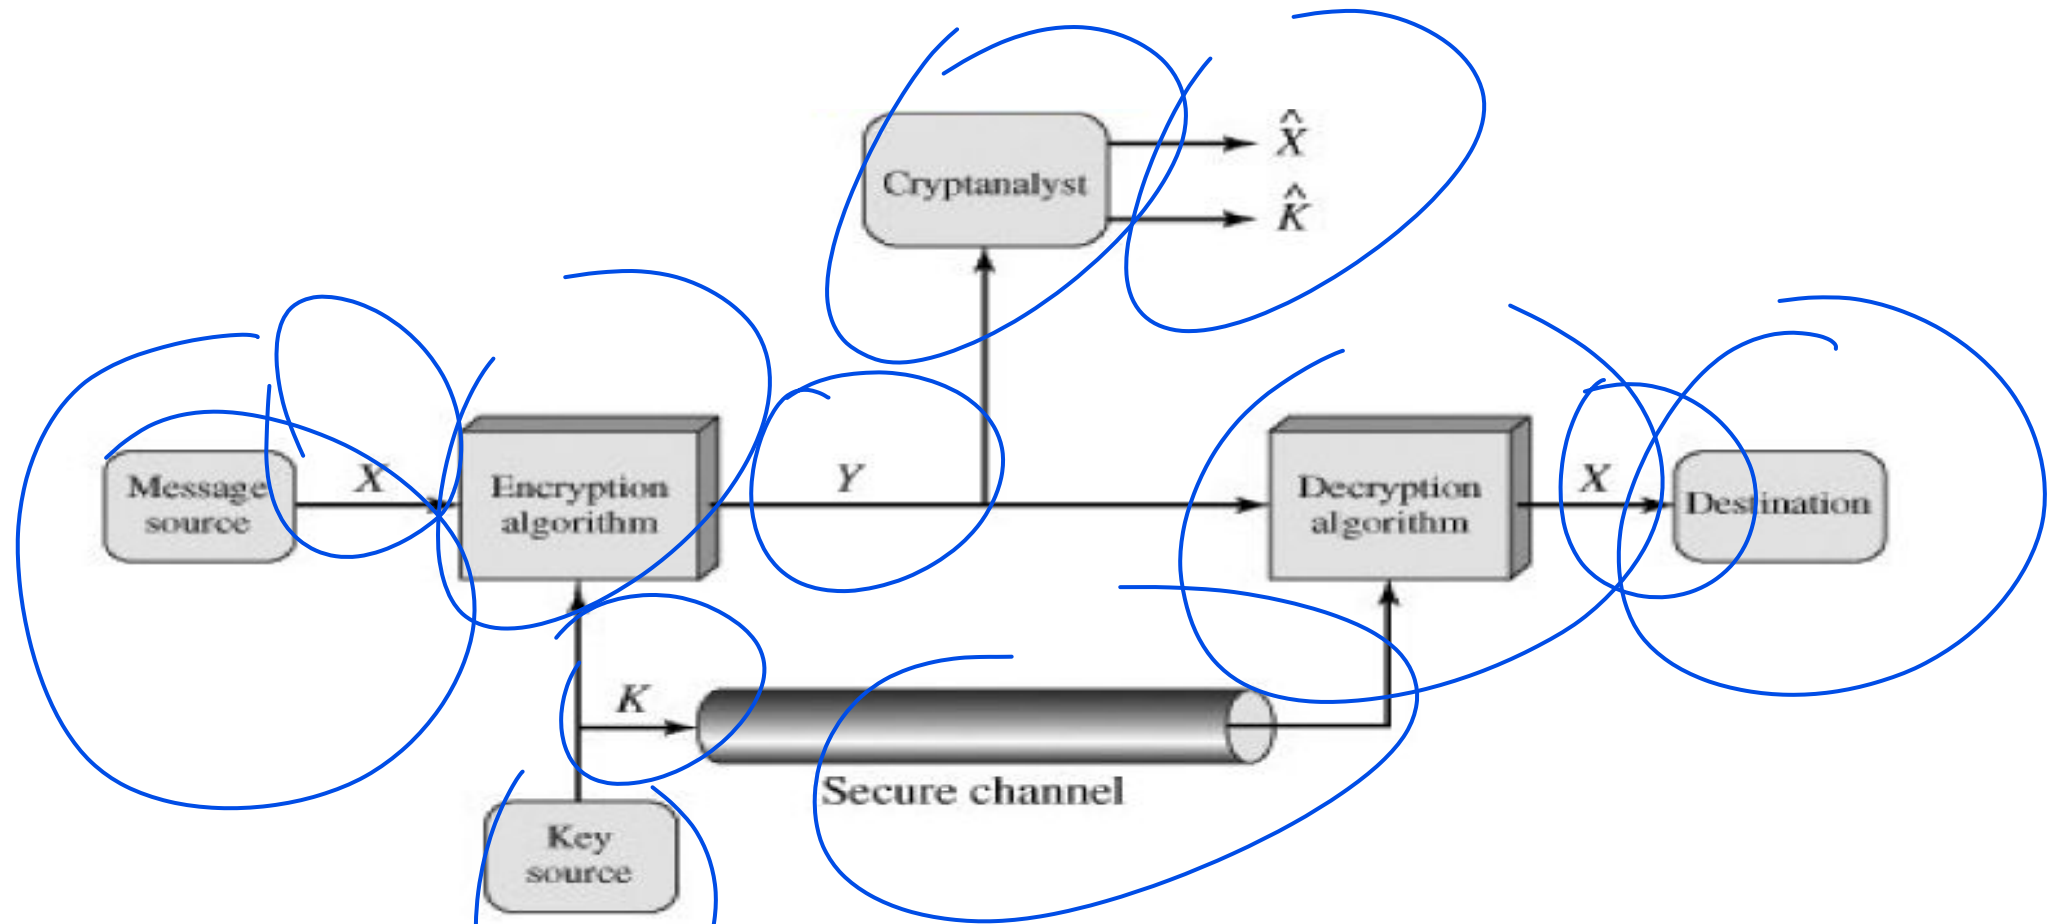 X̂
Cryptanalyst
K̂
Message
source
X
Encryption
algorithm
Y
Decryption
algorithm
X
Destination
K
Secure channel
Key
source